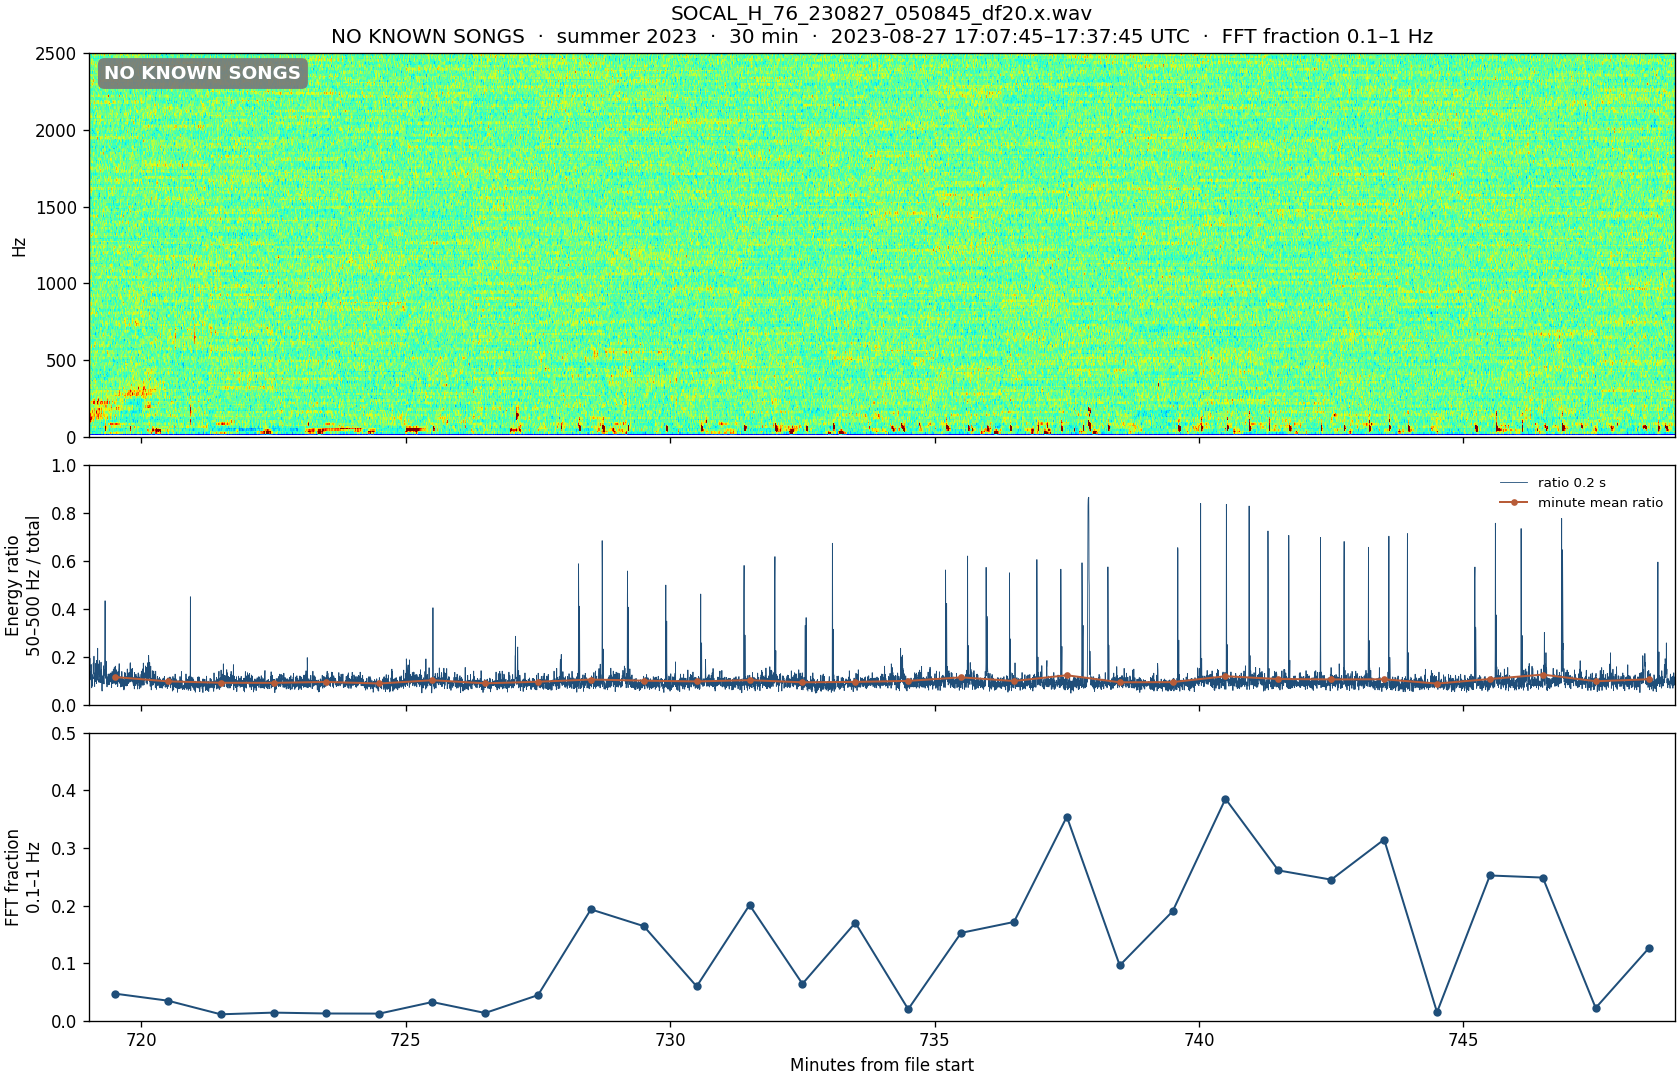 SOCAL_H_76_230827_050845_df20.x.wav
NO KNOWN SONGS · summer 2023 · 30 min · 2023-08-27 17:07:45–17:37:45 UTC · FFT fraction 0.1–1 Hz
NO KNOWN SONGS
2500
2000
1500
1000
500
0
Hz
1.0
0.8
0.6
0.4
0.2
0.0
Energy ratio
50–500 Hz / total
ratio 0.2 s
minute mean ratio
0.5
0.4
0.3
0.2
0.1
0.0
FFT fraction
0.1–1 Hz
720
725
730
735
740
745
Minutes from file start